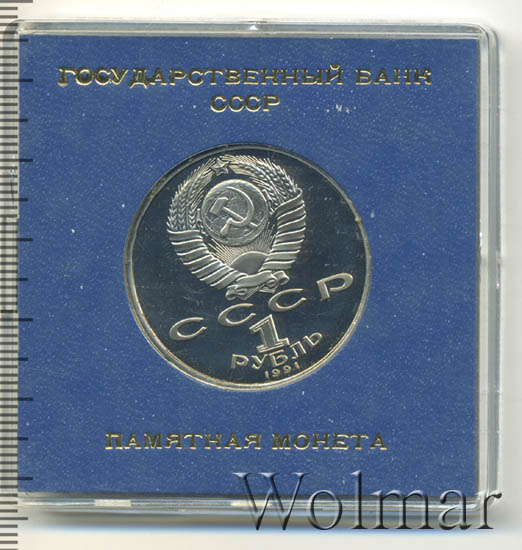 ГОСУДАРСТВЕННЫЙ БАНК
СССР
СССР
1
РУБЛЬ
1991
ПАМЯТНАЯ МОНЕТА
Wolmar